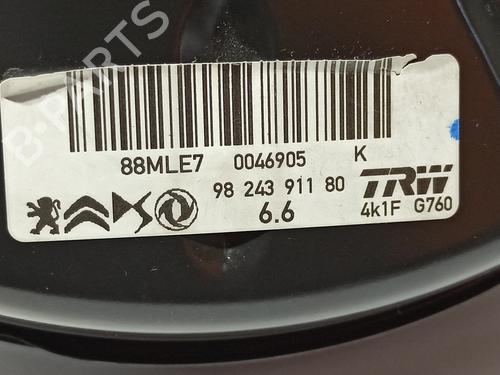 B-PARTS
88MLE7 0046905 K
98 243 911 80 TRW
6.6 4k1F G760